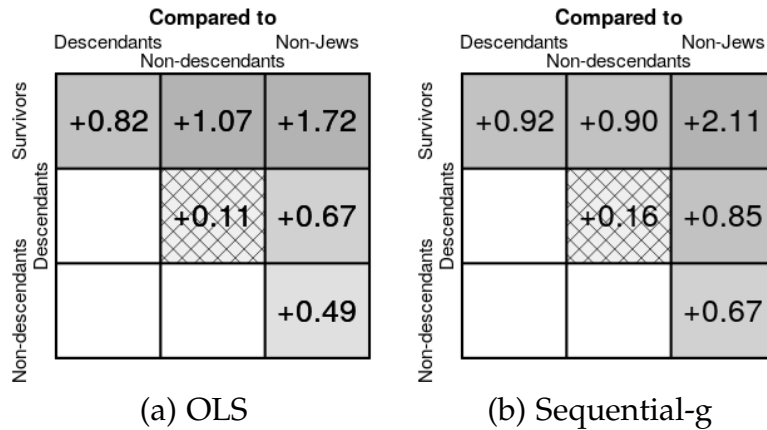 Compared to
Descendants Non-Jews
Non-descendants
Survivors
Descendants
Non-descendants
+0.82 +1.07 +1.72
+0.11 +0.67
+0.49
(a) OLS
Compared to
Descendants Non-Jews
Non-descendants
Survivors
Descendants
Non-descendants
+0.92 +0.90 +2.11
+0.16 +0.85
+0.67
(b) Sequential-g